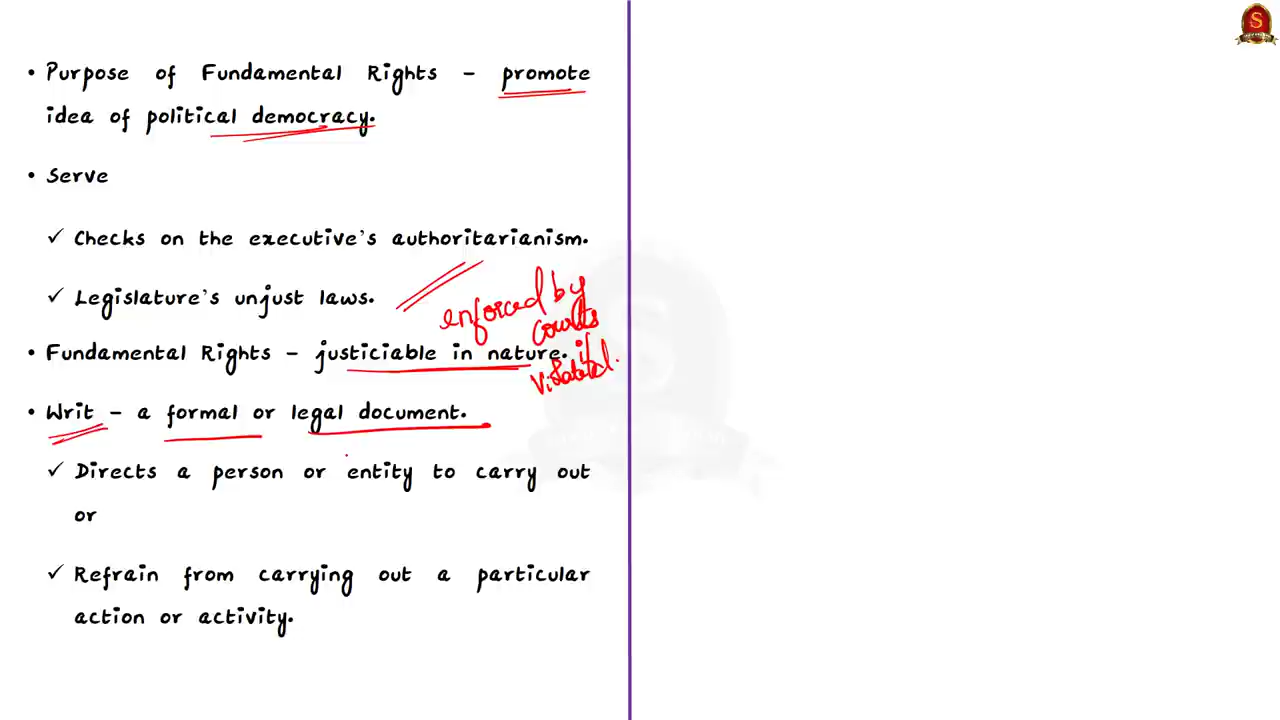 • Purpose of Fundamental Rights – promote
idea of political democracy.
• Serve
✓ Checks on the executive's authoritarianism.
✓ Legislature's unjust laws.
enforced by
courts
if
violated.
• Fundamental Rights – justiciable in nature.
• Writ – a formal or legal document.
✓ Directs a person or entity to carry out
or
✓ Refrain from carrying out a particular
action or activity.
S